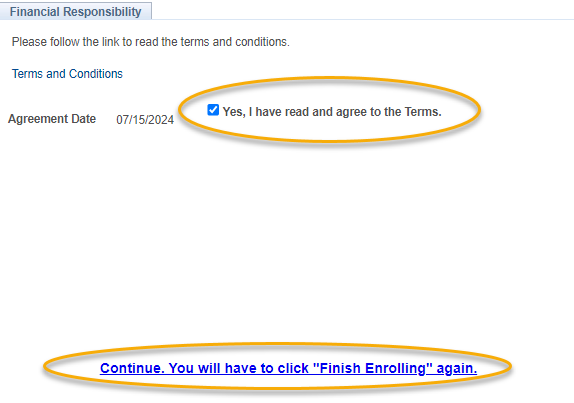 Financial Responsibility
Please follow the link to read the terms and conditions.
Terms and Conditions
Yes, I have read and agree to the Terms.
Agreement Date 07/15/2024
Continue. You will have to click "Finish Enrolling" again.